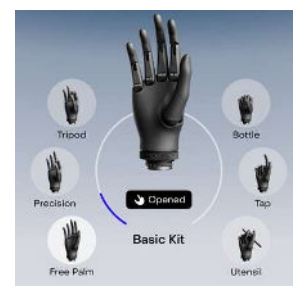 Tripod
Bottle
Precision
Tap
Opened
Free Palm
Basic Kit
Utensil